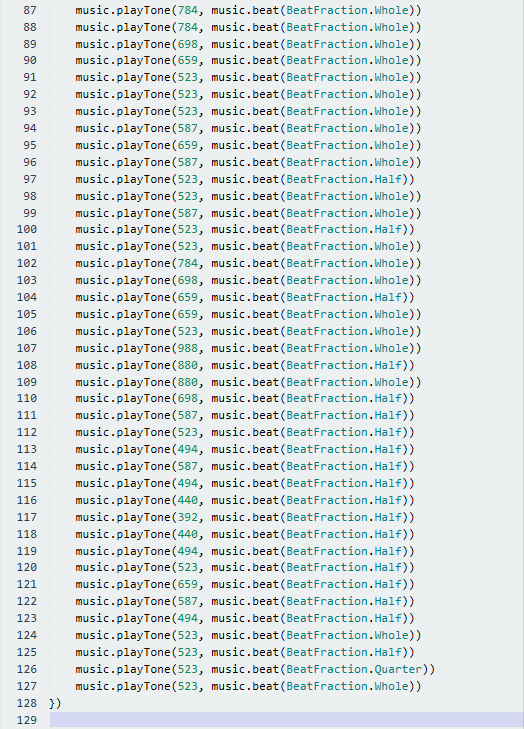 87 music.playTone(784, music.beat(BeatFraction.Whole))
88 music.playTone(784, music.beat(BeatFraction.Whole))
89 music.playTone(698, music.beat(BeatFraction.Whole))
90 music.playTone(659, music.beat(BeatFraction.Whole))
91 music.playTone(523, music.beat(BeatFraction.Whole))
92 music.playTone(523, music.beat(BeatFraction.Whole))
93 music.playTone(523, music.beat(BeatFraction.Whole))
94 music.playTone(587, music.beat(BeatFraction.Whole))
95 music.playTone(659, music.beat(BeatFraction.Whole))
96 music.playTone(587, music.beat(BeatFraction.Whole))
97 music.playTone(523, music.beat(BeatFraction.Half))
98 music.playTone(523, music.beat(BeatFraction.Whole))
99 music.playTone(587, music.beat(BeatFraction.Whole))
100 music.playTone(523, music.beat(BeatFraction.Half))
101 music.playTone(523, music.beat(BeatFraction.Whole))
102 music.playTone(784, music.beat(BeatFraction.Whole))
103 music.playTone(698, music.beat(BeatFraction.Whole))
104 music.playTone(659, music.beat(BeatFraction.Half))
105 music.playTone(659, music.beat(BeatFraction.Whole))
106 music.playTone(523, music.beat(BeatFraction.Whole))
107 music.playTone(988, music.beat(BeatFraction.Whole))
108 music.playTone(880, music.beat(BeatFraction.Half))
109 music.playTone(880, music.beat(BeatFraction.Whole))
110 music.playTone(698, music.beat(BeatFraction.Half))
111 music.playTone(587, music.beat(BeatFraction.Half))
112 music.playTone(523, music.beat(BeatFraction.Half))
113 music.playTone(494, music.beat(BeatFraction.Half))
114 music.playTone(587, music.beat(BeatFraction.Half))
115 music.playTone(494, music.beat(BeatFraction.Half))
116 music.playTone(440, music.beat(BeatFraction.Half))
117 music.playTone(392, music.beat(BeatFraction.Half))
118 music.playTone(440, music.beat(BeatFraction.Half))
119 music.playTone(494, music.beat(BeatFraction.Half))
120 music.playTone(523, music.beat(BeatFraction.Half))
121 music.playTone(659, music.beat(BeatFraction.Half))
122 music.playTone(587, music.beat(BeatFraction.Half))
123 music.playTone(494, music.beat(BeatFraction.Half))
124 music.playTone(523, music.beat(BeatFraction.Whole))
125 music.playTone(523, music.beat(BeatFraction.Half))
126 music.playTone(523, music.beat(BeatFraction.Quarter))
127 music.playTone(523, music.beat(BeatFraction.Whole))
128 })
129